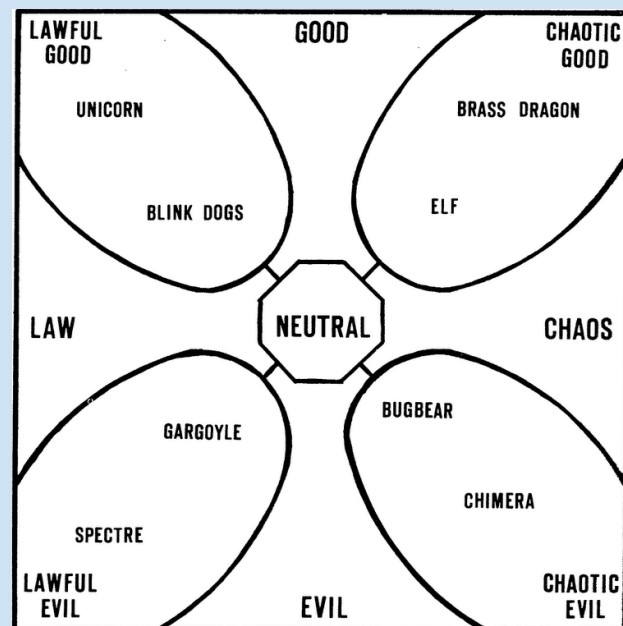 LAWFUL
GOOD
GOOD
CHAOTIC
GOOD
UNICORN
BRASS DRAGON
BLINK DOGS
ELF
LAW
NEUTRAL
CHAOS
GARGOYLE
BUGBEAR
CHIMERA
SPECTRE
LAWFUL
EVIL
EVIL
CHAOTIC
EVIL